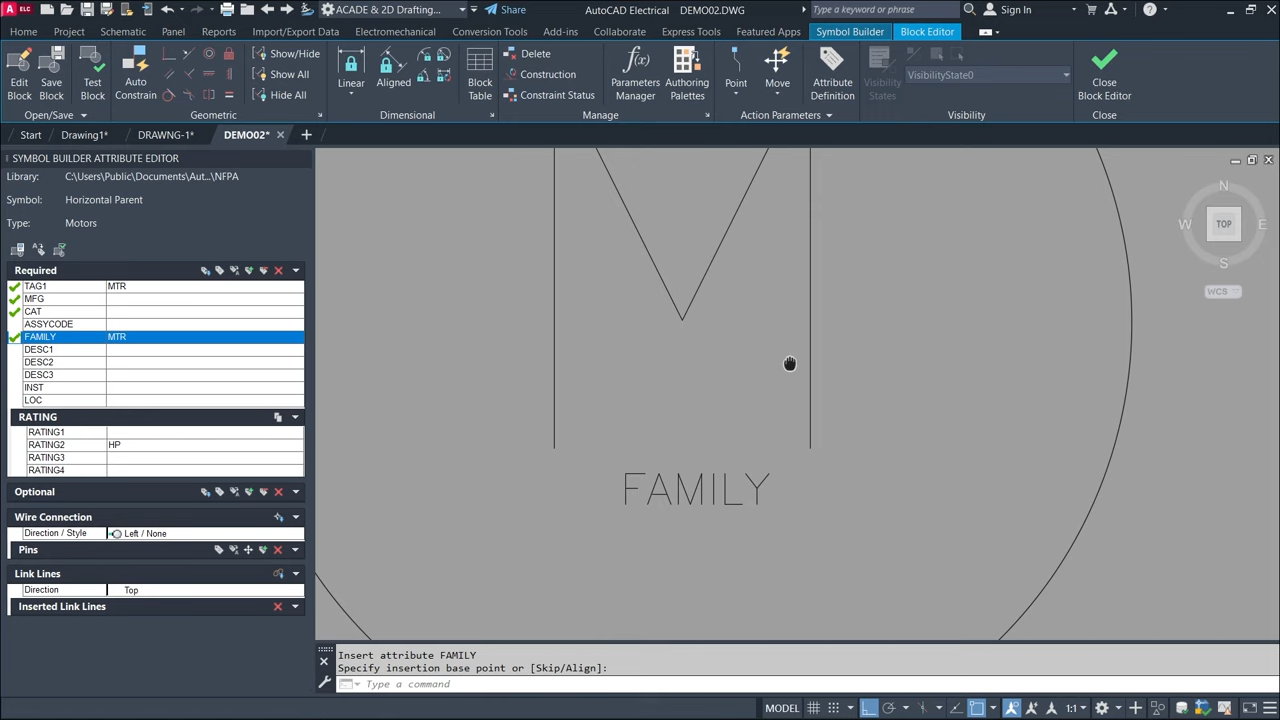 ELC
ACADE & 2D Drafting...
Share
AutoCAD Electrical DEMO02.DWG
Type a keyword or phrase
Sign In
Home Project Schematic Panel Reports Import/Export Data Electromechanical Conversion Tools Add-ins Collaborate Express Tools Featured Apps Symbol Builder Block Editor
Edit Block
Save Block
Test Block
Auto Constrain
Show/Hide
Show All
Hide All
Linear
Aligned
Block Table
Delete
Construction
Constraint Status
Parameters Manager
Authoring Palettes
Point
Move
Attribute Definition
Visibility States
VisibilityState0
Close Block Editor
Open/Save Geometric Dimensional Manage Action Parameters Visibility Close
Start Drawing1* DRAWNG-1* DEMO02*
SYMBOL BUILDER ATTRIBUTE EDITOR
Library: C:\Users\Public\Documents\Aut...\NFPA
Symbol: Horizontal Parent
Type: Motors
Required
TAG1 MTR
MFG
CAT
ASSYCODE
FAMILY MTR
DESC1
DESC2
DESC3
INST
LOC
RATING
RATING1
RATING2 HP
RATING3
RATING4
Optional
Wire Connection
Direction / Style Left / None
Pins
Link Lines
Direction Top
Inserted Link Lines
FAMILY
N
W TOP E
S
WCS
Insert attribute FAMILY
Specify insertion base point or [Skip/Align]:
Type a command
MODEL 1:1